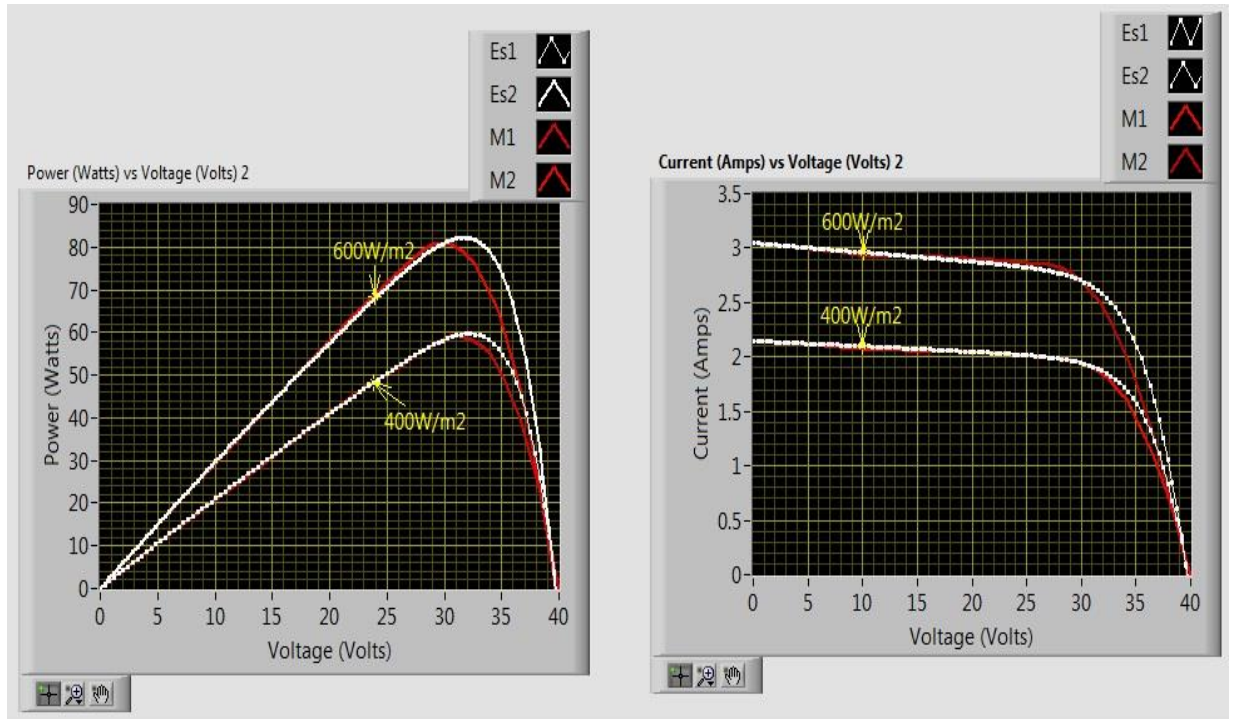 Es1
Es2
M1
M2
Power (Watts) vs Voltage (Volts) 2
90
80
70
60
50
40
30
20
10
0
Power (Watts)
600W/m2
400W/m2
0 5 10 15 20 25 30 35 40
Voltage (Volts)
Es1
Es2
M1
M2
Current (Amps) vs Voltage (Volts) 2
3.5
3
2.5
2
1.5
1
0.5
0
Current (Amps)
600W/m2
400W/m2
0 5 10 15 20 25 30 35 40
Voltage (Volts)